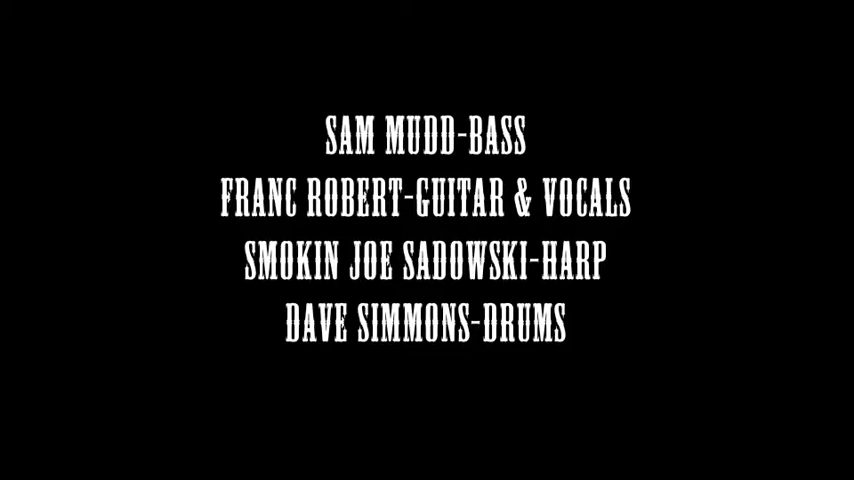 SAM MUDD-BASS
FRANC ROBERT-GUITAR & VOCALS
SMOKIN JOE SADOWSKI-HARP
DAVE SIMMONS-DRUMS